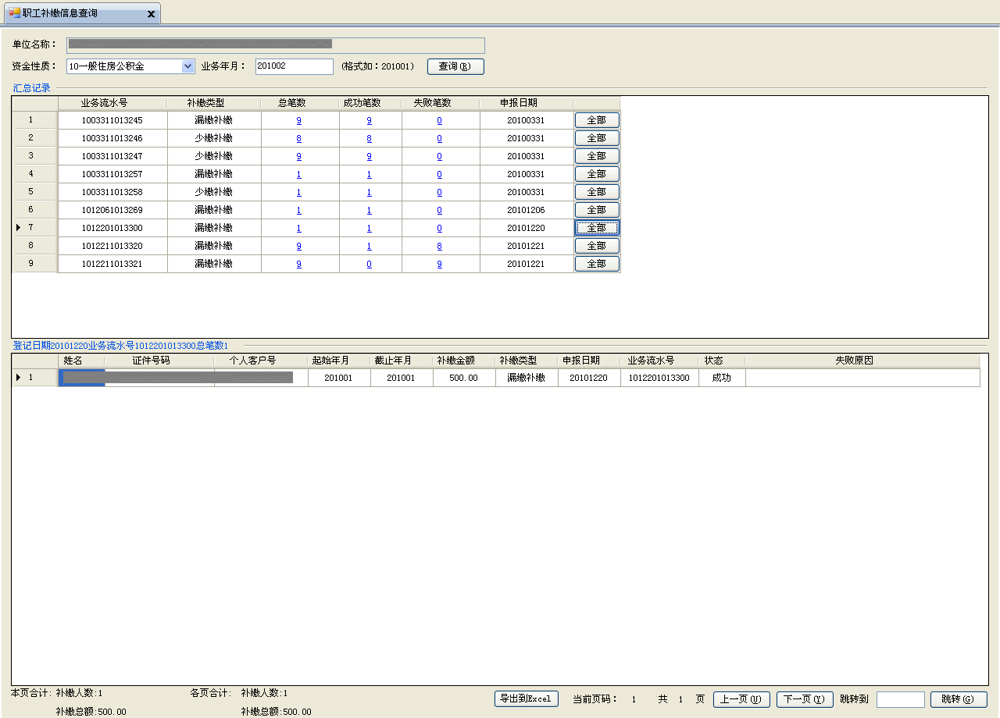 职工补缴信息查询 X
单位名称：
资金性质： 10一般住房公积金 业务年月： 201002 (格式如：201001) 查询(R)
汇总记录
业务流水号 补缴类型 总笔数 成功笔数 失败笔数 申报日期
1 1003311013245 漏缴补缴 9 9 0 20100331 全部
2 1003311013246 少缴补缴 8 8 0 20100331 全部
3 1003311013247 少缴补缴 9 9 0 20100331 全部
4 1003311013257 漏缴补缴 1 1 0 20100331 全部
5 1003311013258 少缴补缴 1 1 0 20100331 全部
6 1012061013269 漏缴补缴 1 1 0 20101206 全部
7 1012201013300 漏缴补缴 1 1 0 20101220 全部
8 1012211013320 漏缴补缴 9 1 8 20101221 全部
9 1012211013321 漏缴补缴 9 0 9 20101221 全部
登记日期20101220业务流水号1012201013300总笔数1
姓名 证件号码 个人客户号 起始年月 截止年月 补缴金额 补缴类型 申报日期 业务流水号 状态 失败原因
1 201001 201001 500.00 漏缴补缴 20101220 1012201013300 成功
本页合计: 补缴人数:1 各页合计: 补缴人数:1 导出到Excel 当前页码： 1 共 1 页 上一页(U) 下一页(Y) 跳转到 跳转(G)
补缴总额:500.00 补缴总额:500.00